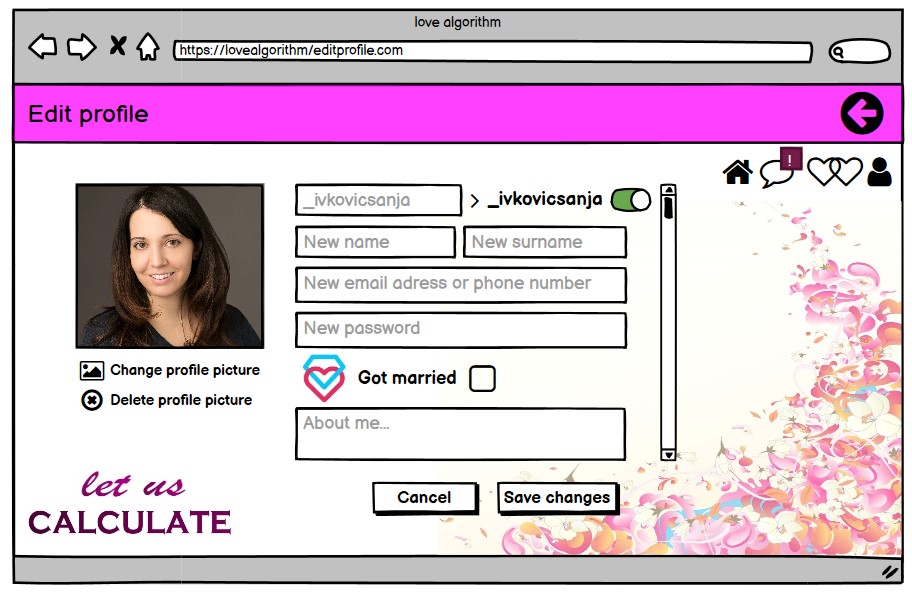 love algorithm
https://lovealgorithm/editprofile.com
Edit profile
!
_ivkovicsanja > _ivkovicsanja
New name New surname
New email adress or phone number
New password
Change profile picture
Got married
Delete profile picture
About me...
let us
CALCULATE
Cancel Save changes